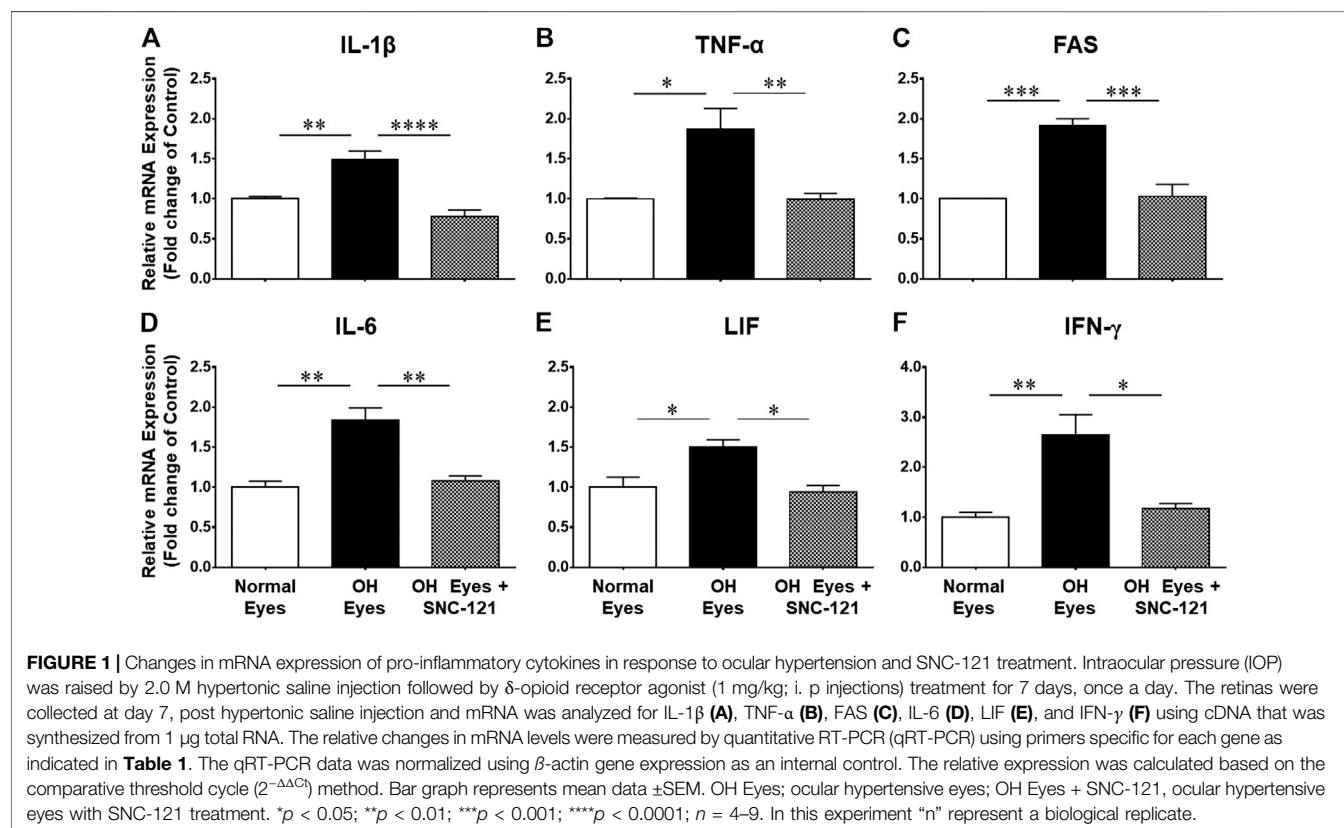 A
IL-1β
B
TNF-α
C
FAS
Relative mRNA Expression
(Fold change of Control)
2.5
2.0
1.5
1.0
0.5
0.0
** ****
2.5
2.0
1.5
1.0
0.5
0.0
* **
2.5
2.0
1.5
1.0
0.5
0.0
*** ***
D
IL-6
E
LIF
F
IFN-γ
Relative mRNA Expression
(Fold change of Control)
2.5
2.0
1.5
1.0
0.5
0.0
** **
2.5
2.0
1.5
1.0
0.5
0.0
* *
4.0
3.0
2.0
1.0
0.0
** *
Normal
Eyes
OH
Eyes
OH Eyes +
SNC-121
Normal
Eyes
OH
Eyes
OH Eyes +
SNC-121
Normal
Eyes
OH
Eyes
OH Eyes +
SNC-121
FIGURE 1 | Changes in mRNA expression of pro-inflammatory cytokines in response to ocular hypertension and SNC-121 treatment. Intraocular pressure (IOP)
was raised by 2.0 M hypertonic saline injection followed by δ-opioid receptor agonist (1 mg/kg; i. p injections) treatment for 7 days, once a day. The retinas were
collected at day 7, post hypertonic saline injection and mRNA was analyzed for IL-1β (A), TNF-α (B), FAS (C), IL-6 (D), LIF (E), and IFN-γ (F) using cDNA that was
synthesized from 1 μg total RNA. The relative changes in mRNA levels were measured by quantitative RT-PCR (qRT-PCR) using primers specific for each gene as
indicated in Table 1. The qRT-PCR data was normalized using β-actin gene expression as an internal control. The relative expression was calculated based on the
comparative threshold cycle (2−ΔΔCt) method. Bar graph represents mean data ±SEM. OH Eyes; ocular hypertensive eyes; OH Eyes + SNC-121, ocular hypertensive
eyes with SNC-121 treatment. *p < 0.05; **p < 0.01; ***p < 0.001; ****p < 0.0001; n = 4–9. In this experiment “n” represent a biological replicate.